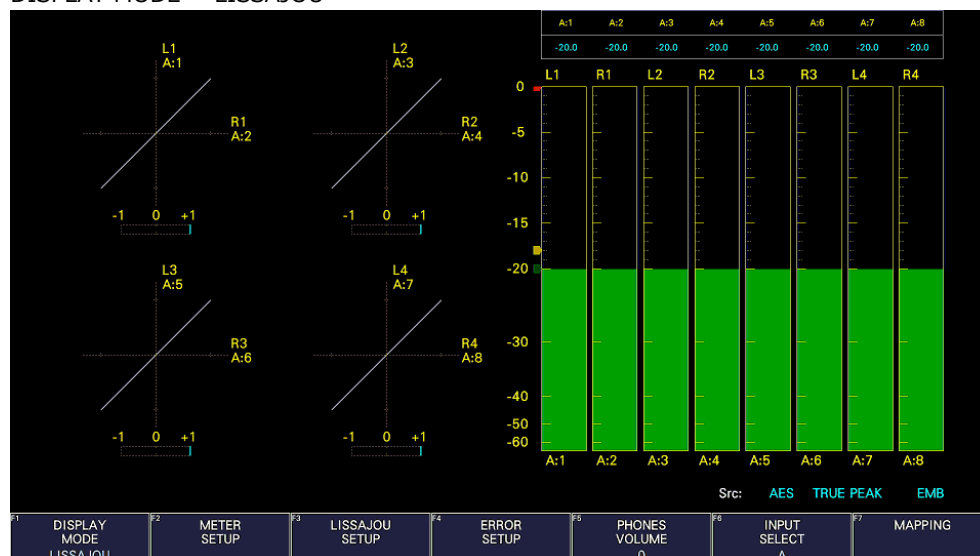 DISPLAY MODE = LISSAJOU
A:1 A:2 A:3 A:4 A:5 A:6 A:7 A:8
-20.0 -20.0 -20.0 -20.0 -20.0 -20.0 -20.0 -20.0
L1
A:1
R1
A:2
-1 0 +1
L2
A:3
R2
A:4
-1 0 +1
L3
A:5
R3
A:6
-1 0 +1
L4
A:7
R4
A:8
-1 0 +1
L1 R1 L2 R2 L3 R3 L4 R4
0
-5
-10
-15
-20
-30
-40
-50
-60
A:1 A:2 A:3 A:4 A:5 A:6 A:7 A:8
Src: AES TRUE PEAK EMB
F1 DISPLAY
MODE
LISSAJOU
F2 METER
SETUP
F3 LISSAJOU
SETUP
F4 ERROR
SETUP
F5 PHONES
VOLUME
0
F6 INPUT
SELECT
A
F7 MAPPING